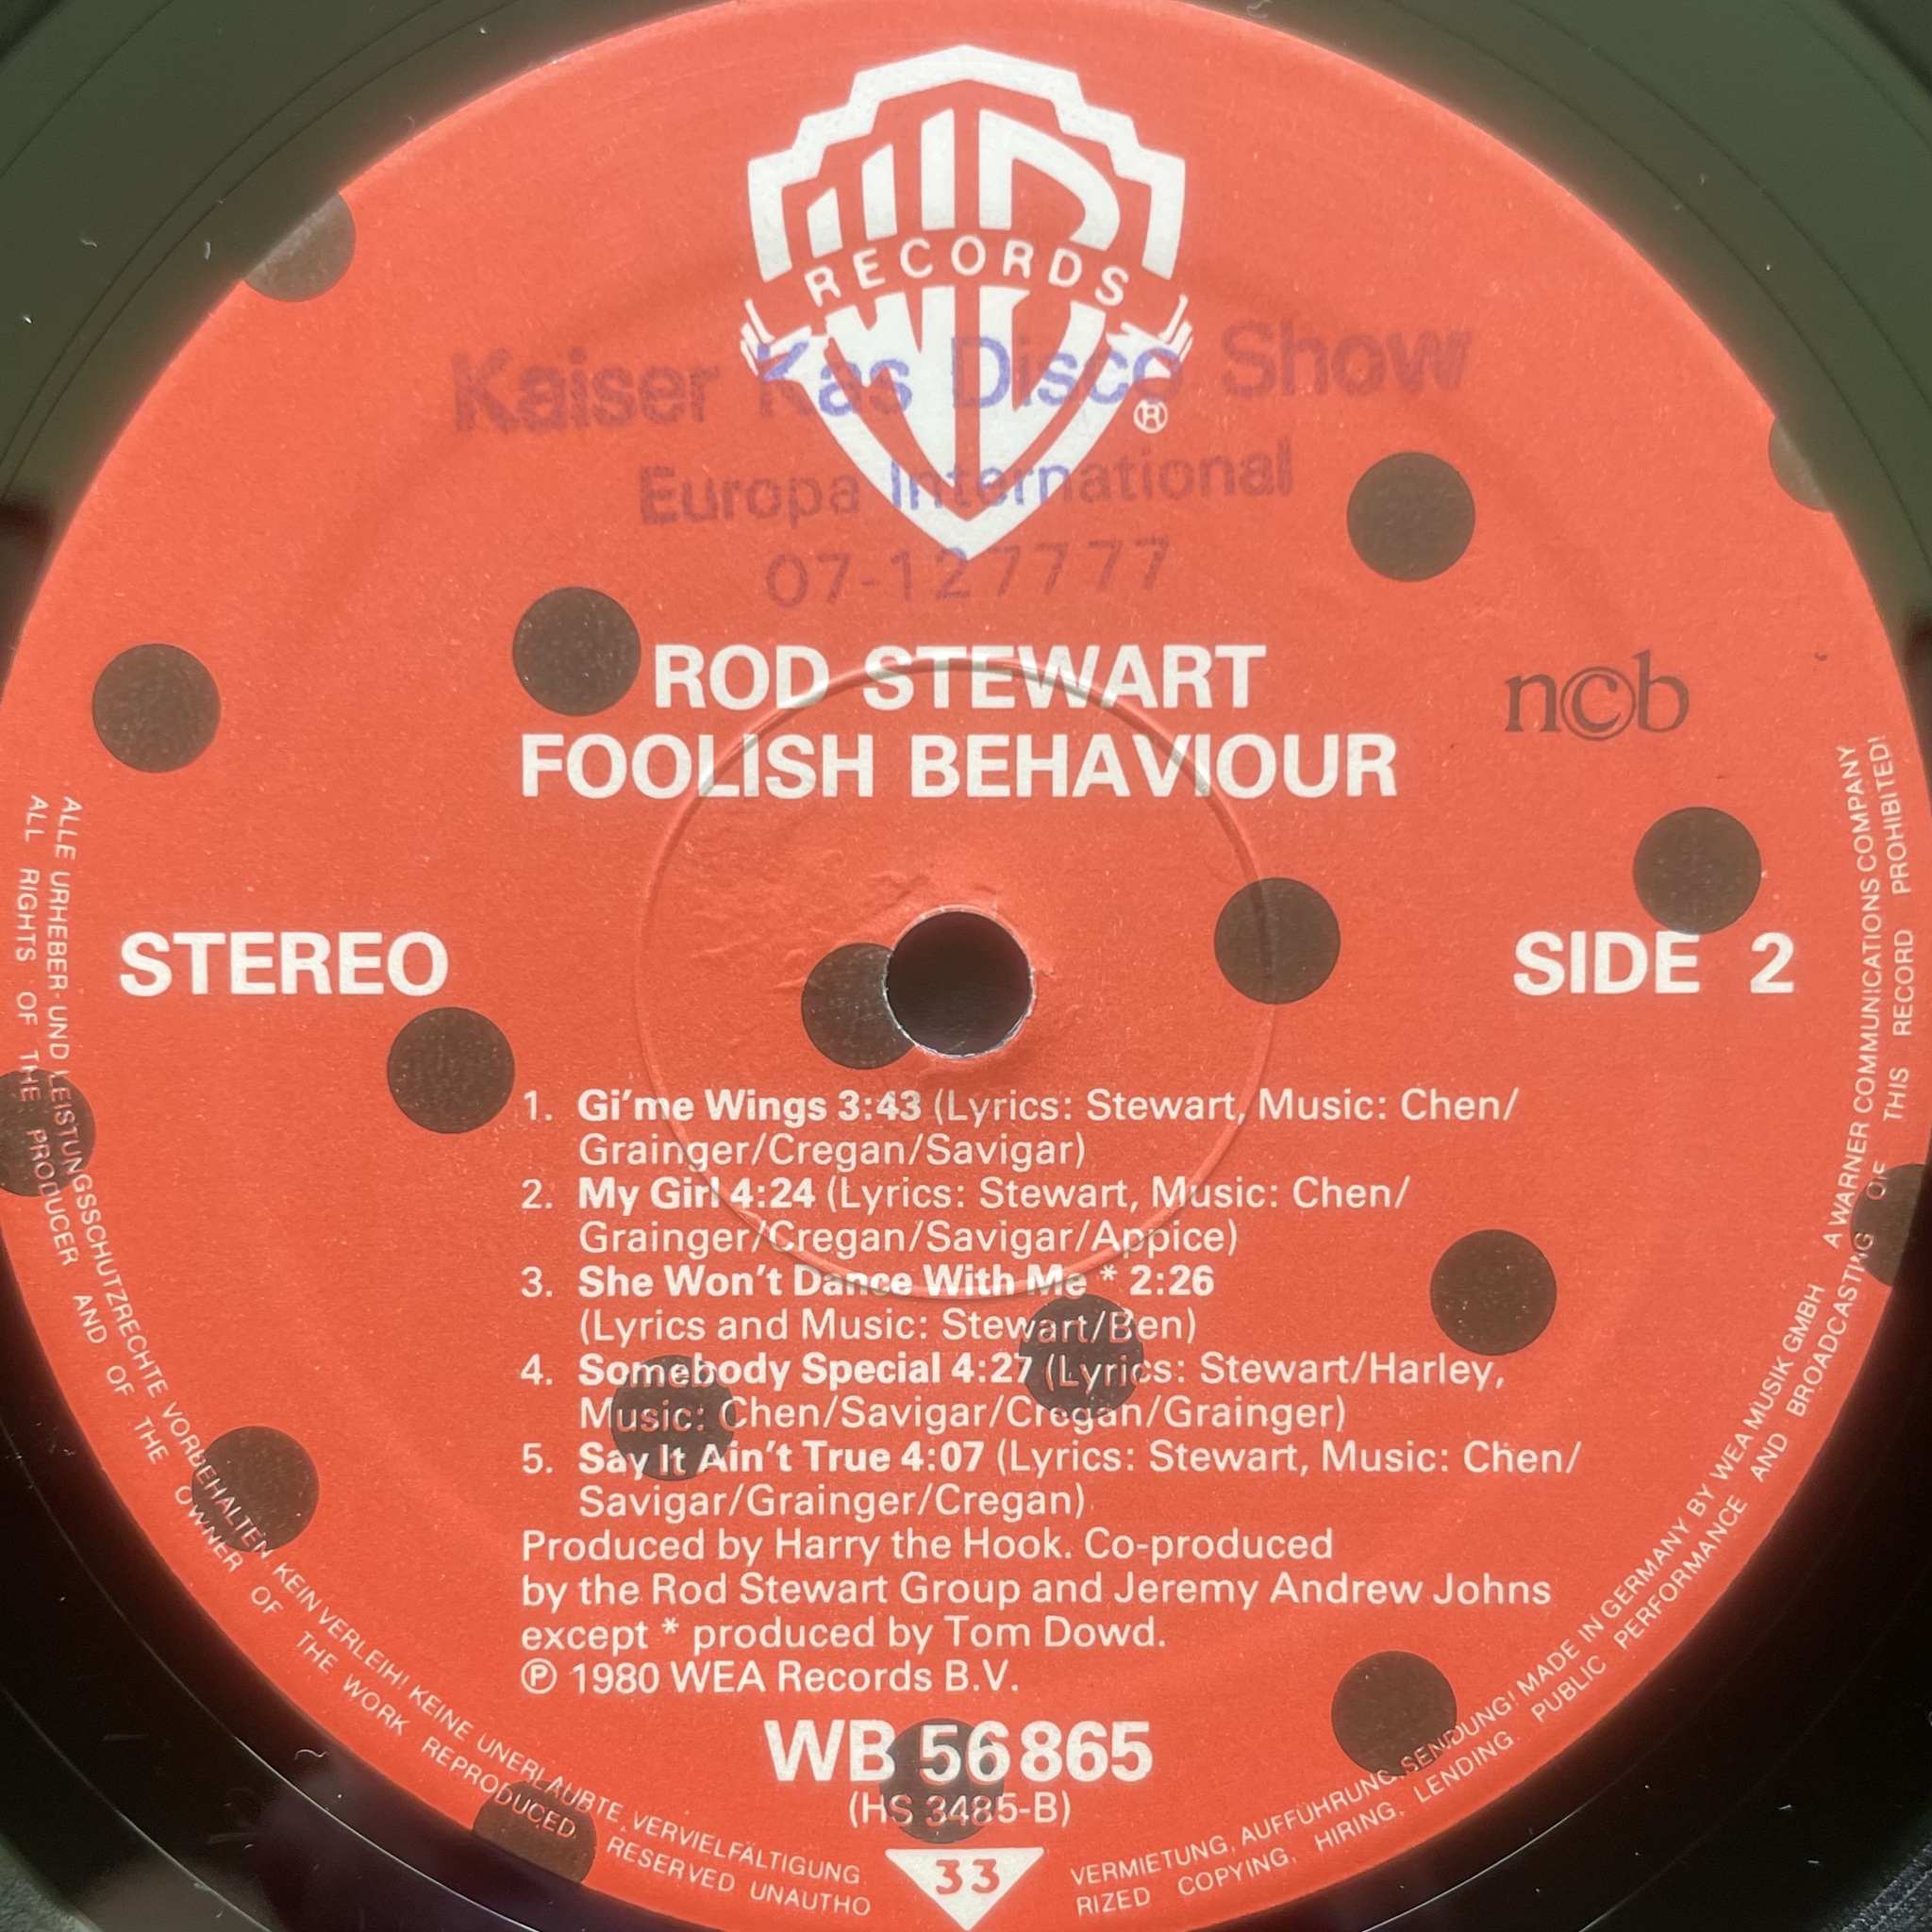 RECORDS
®
Kaiser Kas Disco Show
Europa International
07-127777
ROD STEWART
FOOLISH BEHAVIOUR
ncb
STEREO
SIDE 2
1. Gi’me Wings 3:43 (Lyrics: Stewart, Music: Chen/
Grainger/Cregan/Savigar)
2. My Girl 4:24 (Lyrics: Stewart, Music: Chen/
Grainger/Cregan/Savigar/Appice)
3. She Won’t Dance With Me * 2:26
(Lyrics and Music: Stewart/Ben)
4. Somebody Special 4:27 (Lyrics: Stewart/Harley,
Music: Chen/Savigar/Cregan/Grainger)
5. Say It Ain’t True 4:07 (Lyrics: Stewart, Music: Chen/
Savigar/Grainger/Cregan)
Produced by Harry the Hook. Co-produced
by the Rod Stewart Group and Jeremy Andrew Johns
except * produced by Tom Dowd.
℗ 1980 WEA Records B.V.
WB 56 865
(HS 3485-B)
33
ALLE URHEBER- UND LEISTUNGSSCHUTZRECHTE VORBEHALTEN KEIN VERLEIH! KEINE UNERLAUBTE VERVIELFÄLTIGUNG VERMIETUNG, AUFFÜHRUNG, SENDUNG! MADE IN GERMANY BY WEA MUSIK GMBH A WARNER COMMUNICATIONS COMPANY
ALL RIGHTS OF THE PRODUCER AND OF THE OWNER OF THE WORK REPRODUCED RESERVED UNAUTHORIZED COPYING, HIRING, LENDING, PUBLIC PERFORMANCE AND BROADCASTING OF THIS RECORD PROHIBITED!